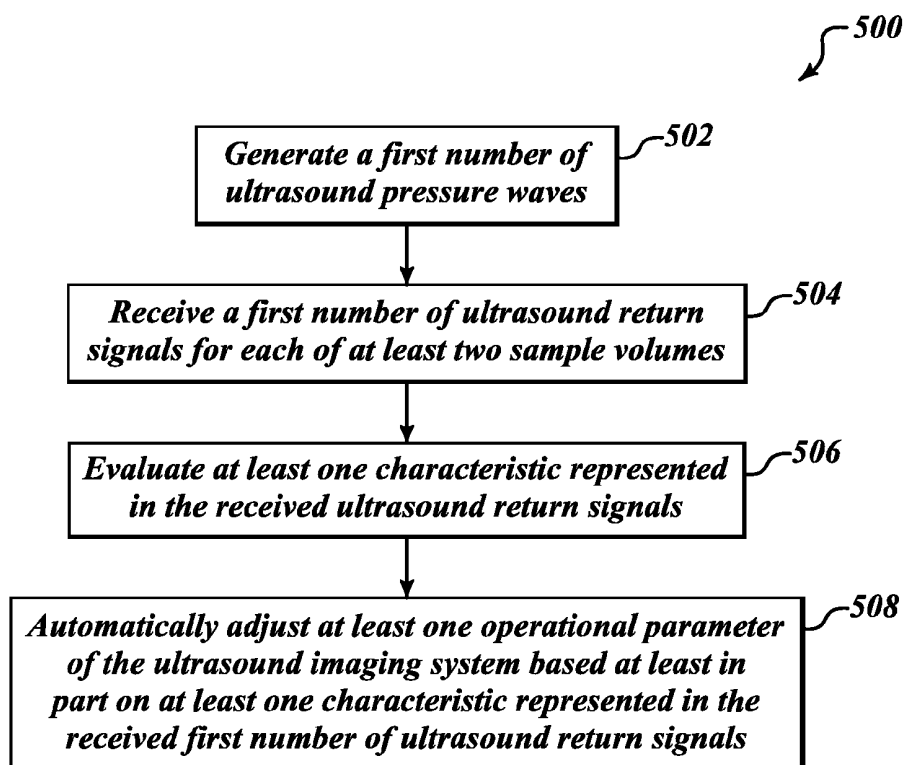 500
502
Generate a first number of
ultrasound pressure waves
504
Receive a first number of ultrasound return
signals for each of at least two sample volumes
506
Evaluate at least one characteristic represented
in the received ultrasound return signals
508
Automatically adjust at least one operational parameter
of the ultrasound imaging system based at least in
part on at least one characteristic represented in the
received first number of ultrasound return signals